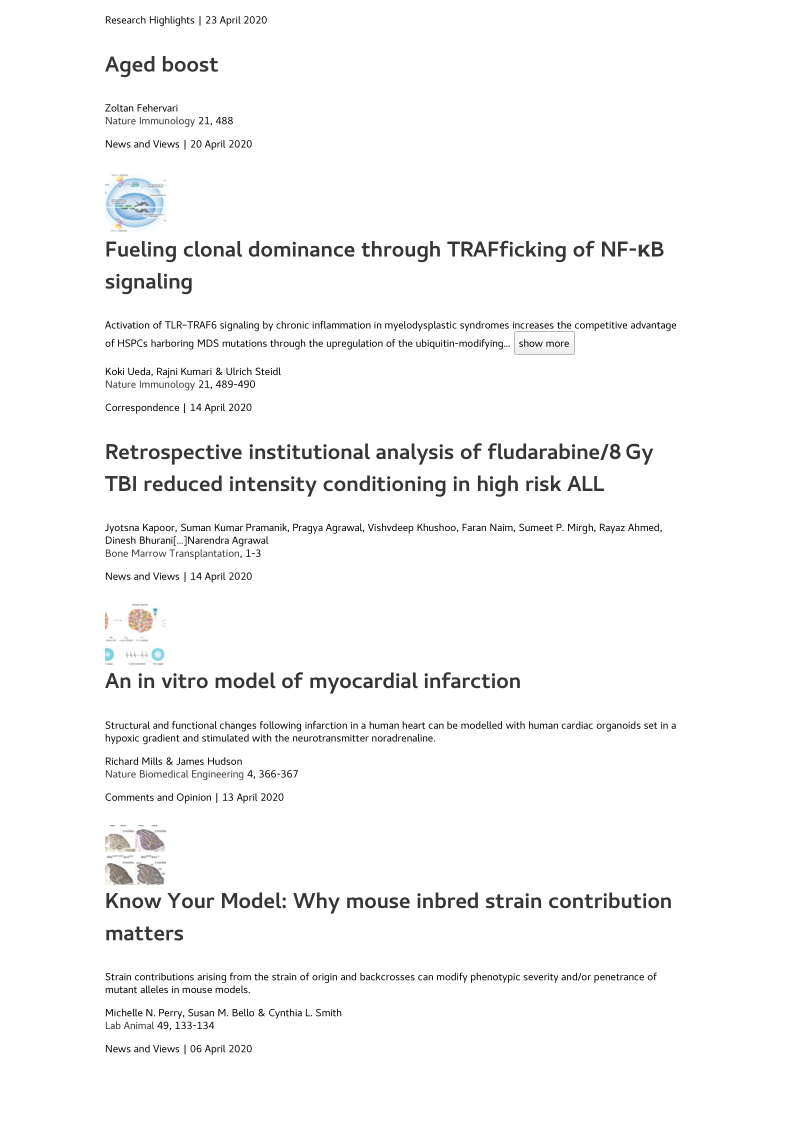 Research Highlights | 23 April 2020
Aged boost
Zoltan Fehervari
Nature Immunology 21, 488
News and Views | 20 April 2020
Fueling clonal dominance through TRAFficking of NF-κB
signaling
Activation of TLR–TRAF6 signaling by chronic inflammation in myelodysplastic syndromes increases the competitive advantage
of HSPCs harboring MDS mutations through the upregulation of the ubiquitin-modifying... show more
Koki Ueda, Rajni Kumari & Ulrich Steidl
Nature Immunology 21, 489-490
Correspondence | 14 April 2020
Retrospective institutional analysis of fludarabine/8 Gy
TBI reduced intensity conditioning in high risk ALL
Jyotsna Kapoor, Suman Kumar Pramanik, Pragya Agrawal, Vishvdeep Khushoo, Faran Naim, Sumeet P. Mirgh, Rayaz Ahmed,
Dinesh Bhurani[...]Narendra Agrawal
Bone Marrow Transplantation, 1-3
News and Views | 14 April 2020
An in vitro model of myocardial infarction
Structural and functional changes following infarction in a human heart can be modelled with human cardiac organoids set in a
hypoxic gradient and stimulated with the neurotransmitter noradrenaline.
Richard Mills & James Hudson
Nature Biomedical Engineering 4, 366-367
Comments and Opinion | 13 April 2020
Know Your Model: Why mouse inbred strain contribution
matters
Strain contributions arising from the strain of origin and backcrosses can modify phenotypic severity and/or penetrance of
mutant alleles in mouse models.
Michelle N. Perry, Susan M. Bello & Cynthia L. Smith
Lab Animal 49, 133-134
News and Views | 06 April 2020